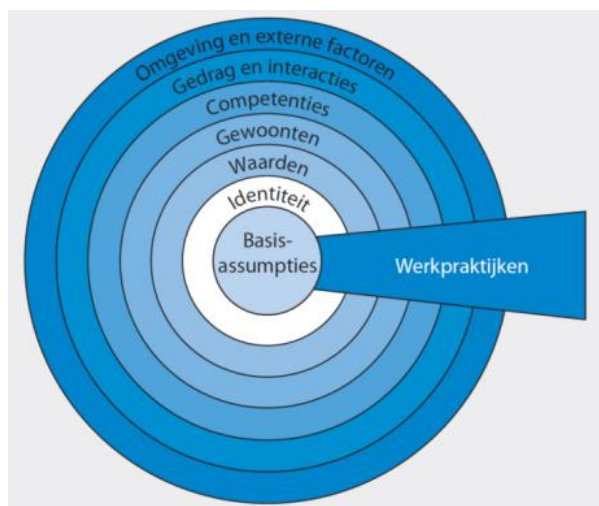 Omgeving en externe factoren
Gedrag en interacties
Competenties
Gewoonten
Waarden
Identiteit
Basis-
assumpties
Werkpraktijken